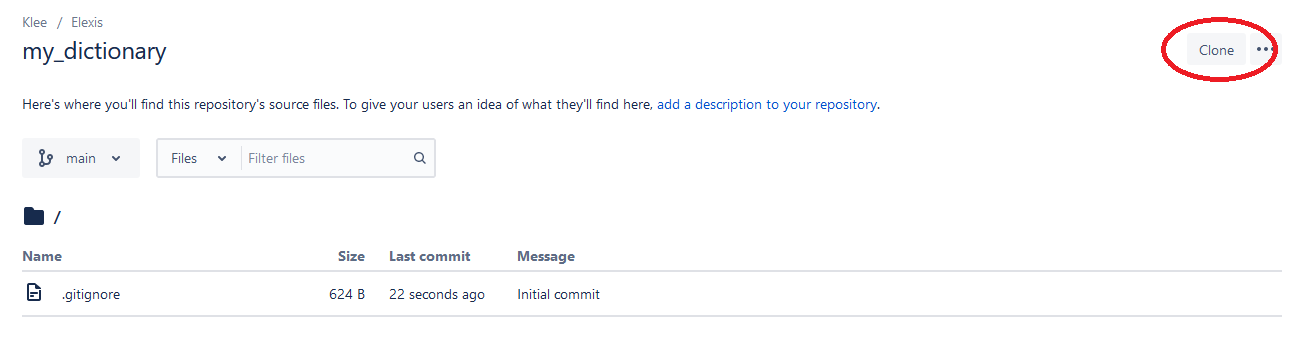 Klee / Elexis
my_dictionary
Clone •••
Here's where you'll find this repository's source files. To give your users an idea of what they'll find here, add a description to your repository.
main Files Filter files
/
Name Size Last commit Message
.gitignore 624 B 22 seconds ago Initial commit